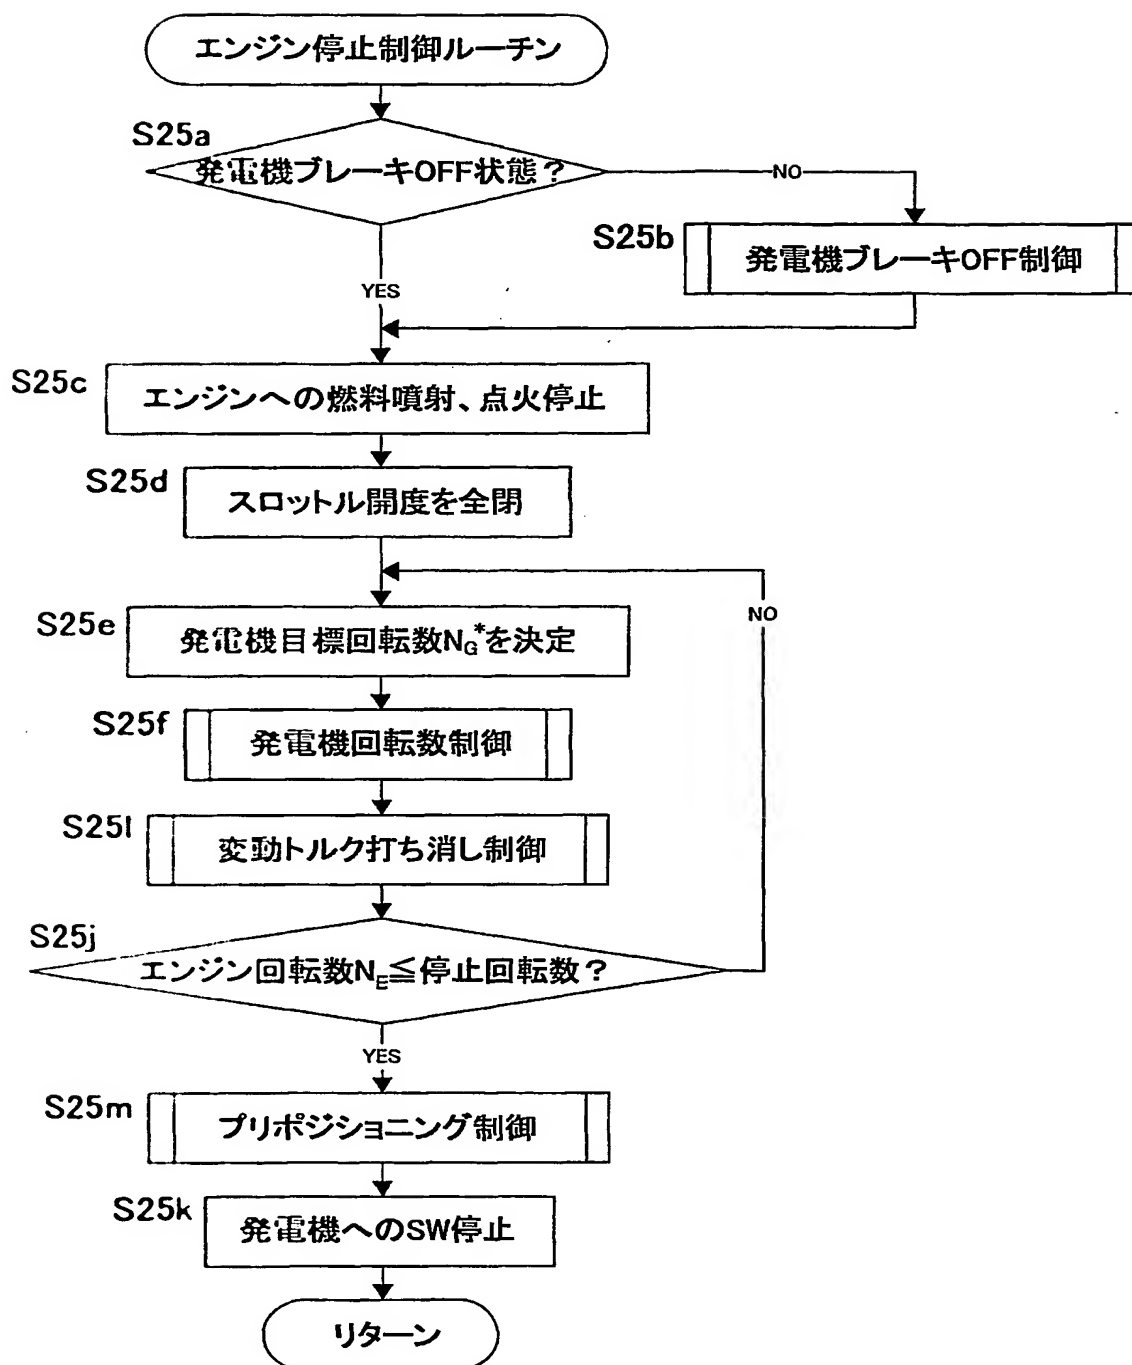 エンジン停止制御ルーチン
S25a
発電機ブレーキOFF状態?
NO
S25b
発電機ブレーキOFF制御
YES
S25c
エンジンへの燃料噴射、点火停止
S25d
スロットル開度を全閉
NO
S25e
発電機目標回転数NG*を決定
S25f
発電機回転数制御
S25l
変動トルク打ち消し制御
S25j
エンジン回転数NE≦停止回転数?
YES
S25m
プリポジショニング制御
S25k
発電機へのSW停止
リターン